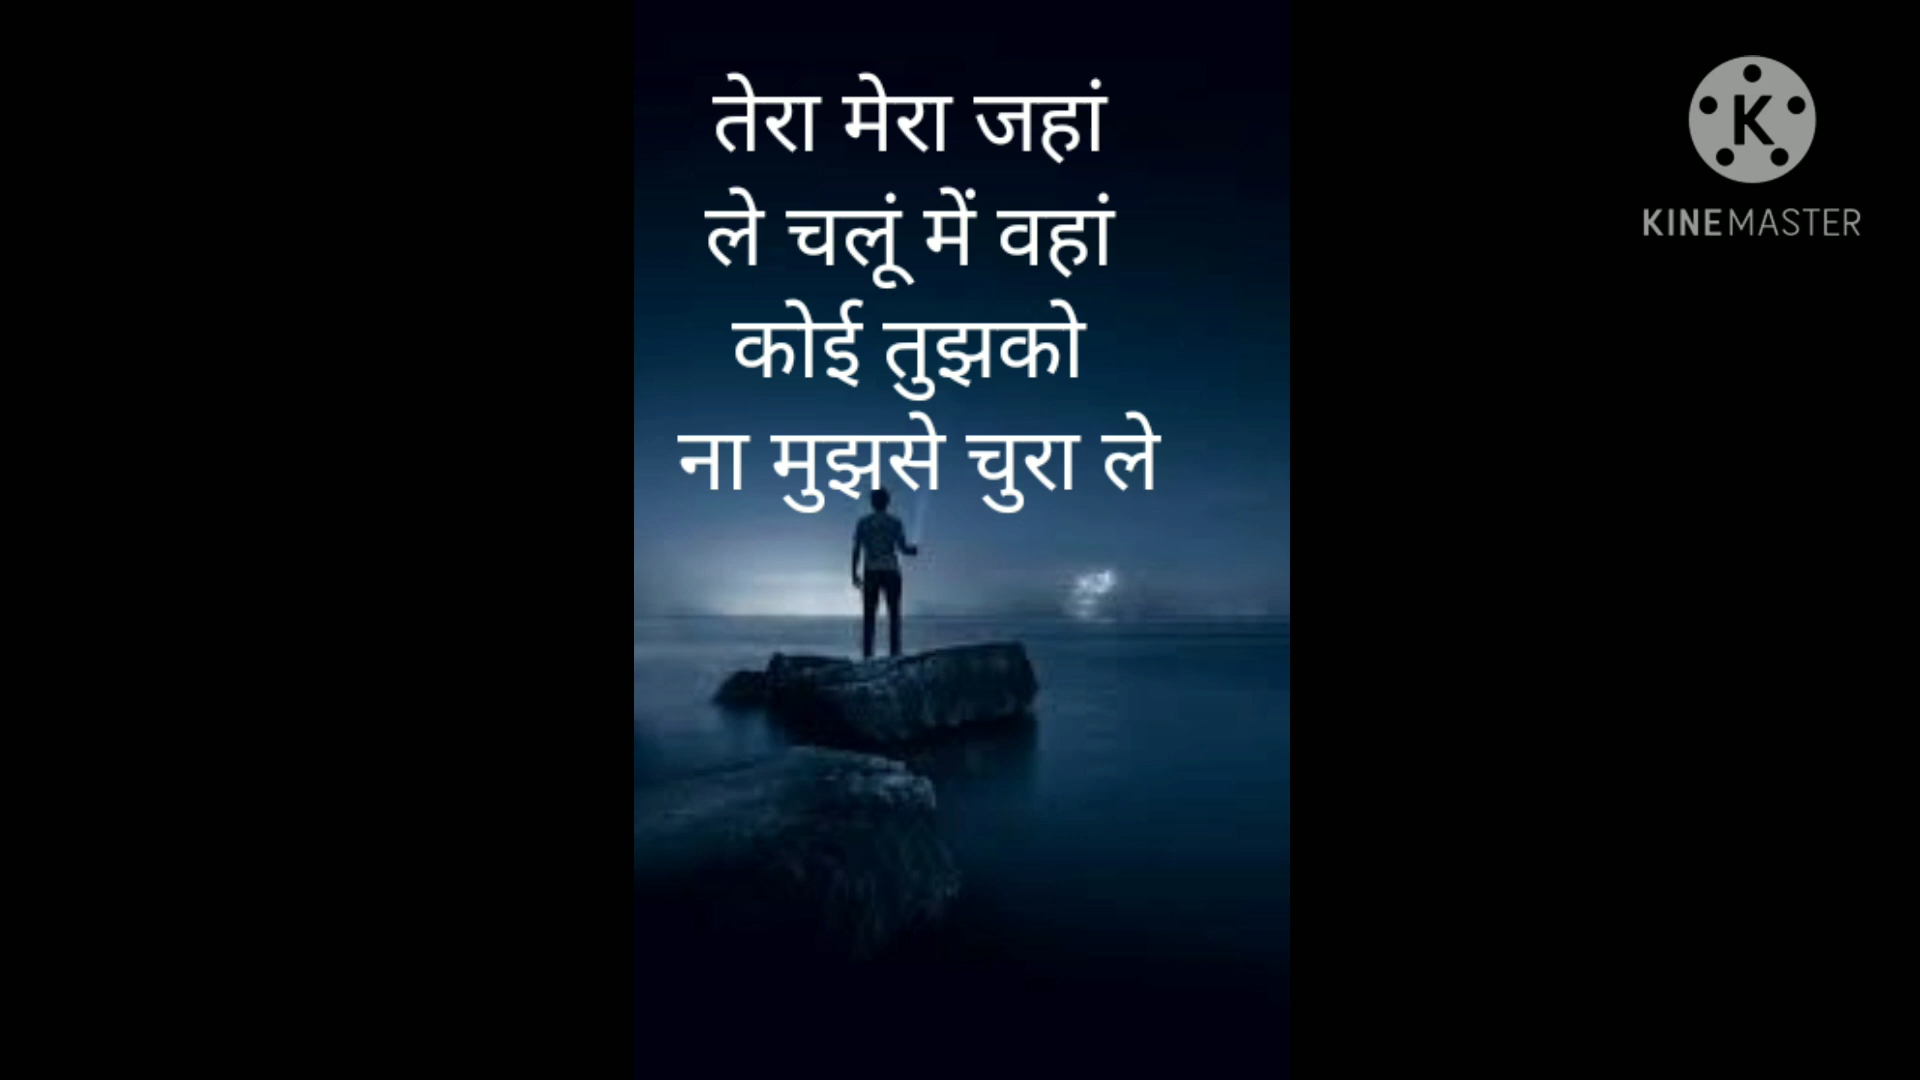 तेरा मेरा जहां
ले चलूं में वहां
कोई तुझको
ना मुझसे चुरा ले
K
KINEMASTER